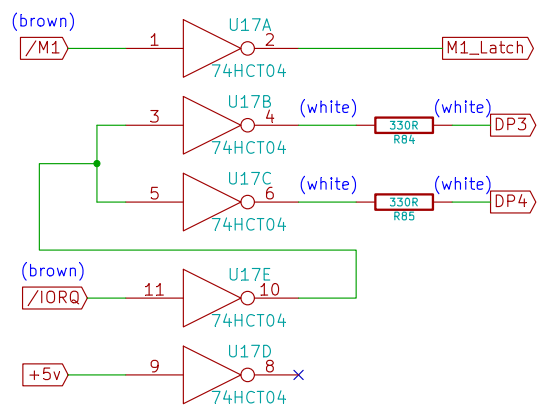 (brown)
U17A
/M1 1 2 M1_Latch
74HCT04
U17B
3 4 (white) 330R (white) DP3
R84
74HCT04
U17C
5 6 (white) 330R (white) DP4
R85
74HCT04
(brown)
U17E
/IORQ 11 10
74HCT04
U17D
+5v 9 8
74HCT04